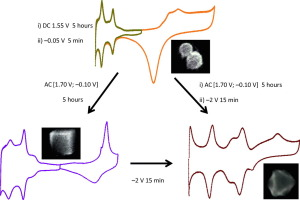 i) DC 1.55 V 5 hours
ii) −0.05 V 5 min
AC [1.70 V; −0.10 V]
5 hours
i) AC [1.70 V; −0.10 V] 5 hours
ii) −2 V 15 min
−2 V 15 min